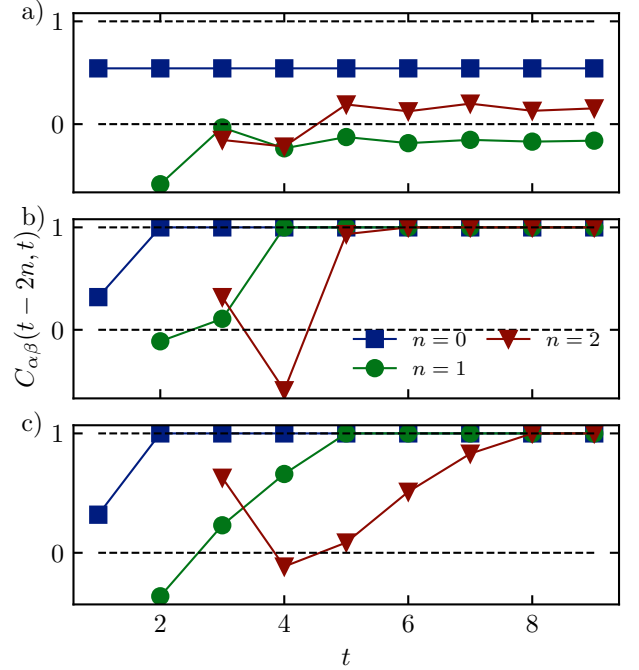 a)
1
0
b)
1
0
n = 0
n = 2
n = 1
c)
1
0
2
4
6
8
t
C_{αβ}(t − 2n, t)